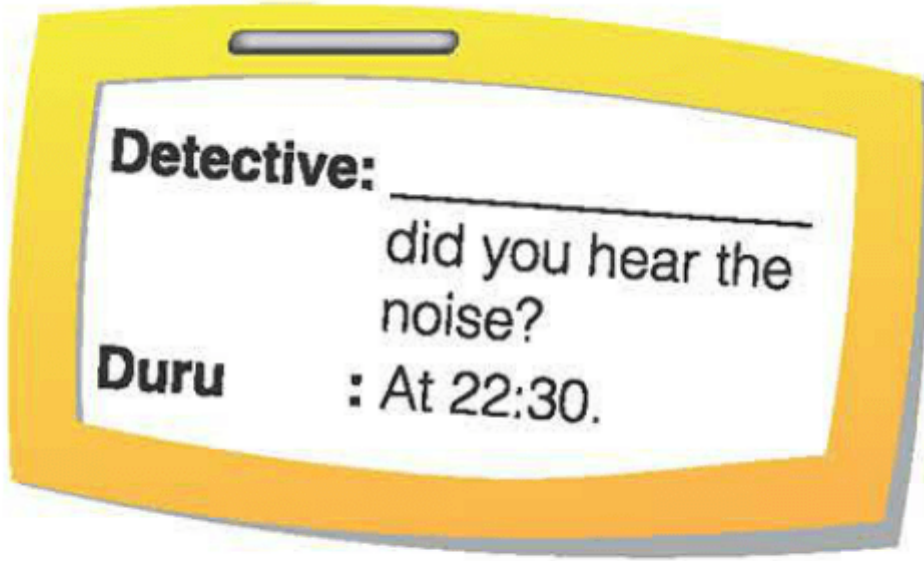 Detective: ____________
did you hear the
noise?
Duru : At 22:30.